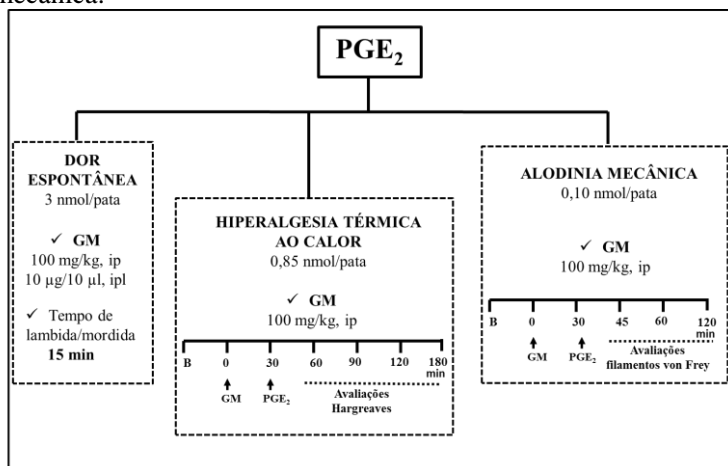 PGE₂
DOR
ESPONTÂNEA
3 nmol/pata
✓ GM
100 mg/kg, ip
10 µg/10 µl, ipl
✓ Tempo de
lambida/mordida
15 min
HIPERALGESIA TÉRMICA
AO CALOR
0,85 nmol/pata
✓ GM
100 mg/kg, ip
B 0 30 60 90 120 180
min
GM PGE₂ Avaliações
Hargreaves
ALODINIA MECÂNICA
0,10 nmol/pata
✓ GM
100 mg/kg, ip
B 0 30 45 60 120
min
GM PGE₂ Avaliações
filamentos von Frey